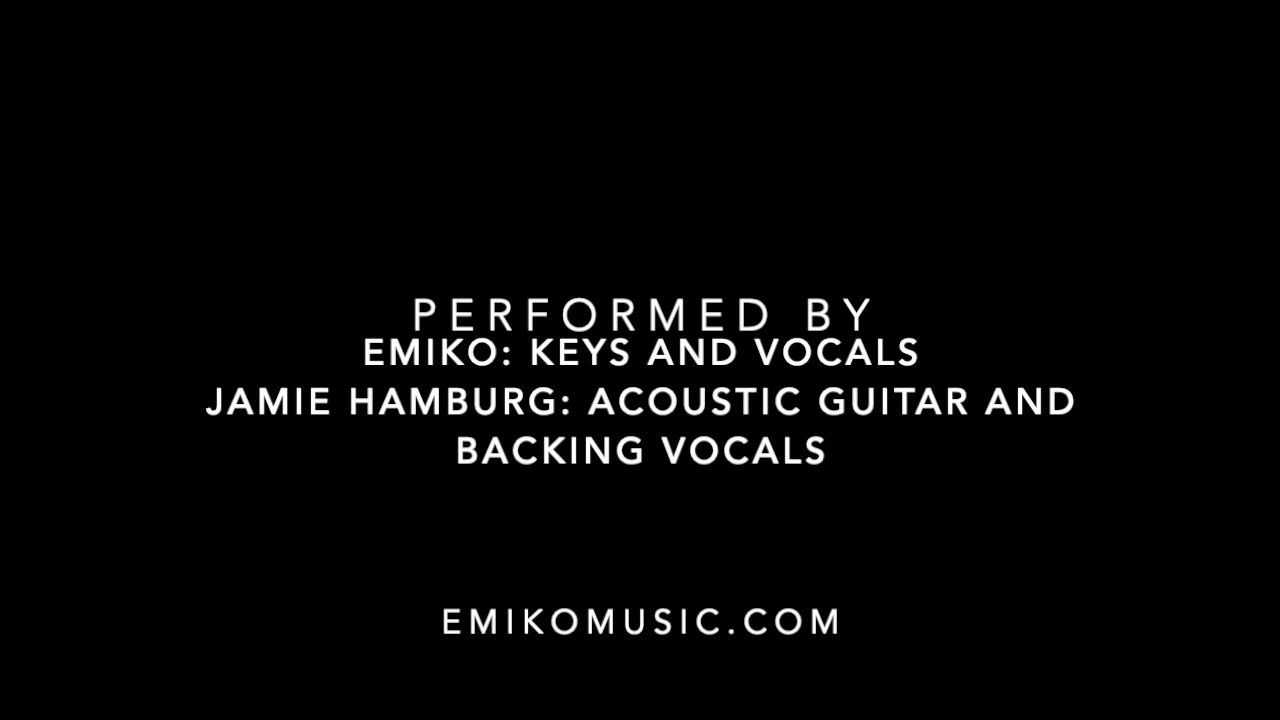 PERFORMED BY
EMIKO: KEYS AND VOCALS
JAMIE HAMBURG: ACOUSTIC GUITAR AND
BACKING VOCALS
EMIKOMUSIC.COM